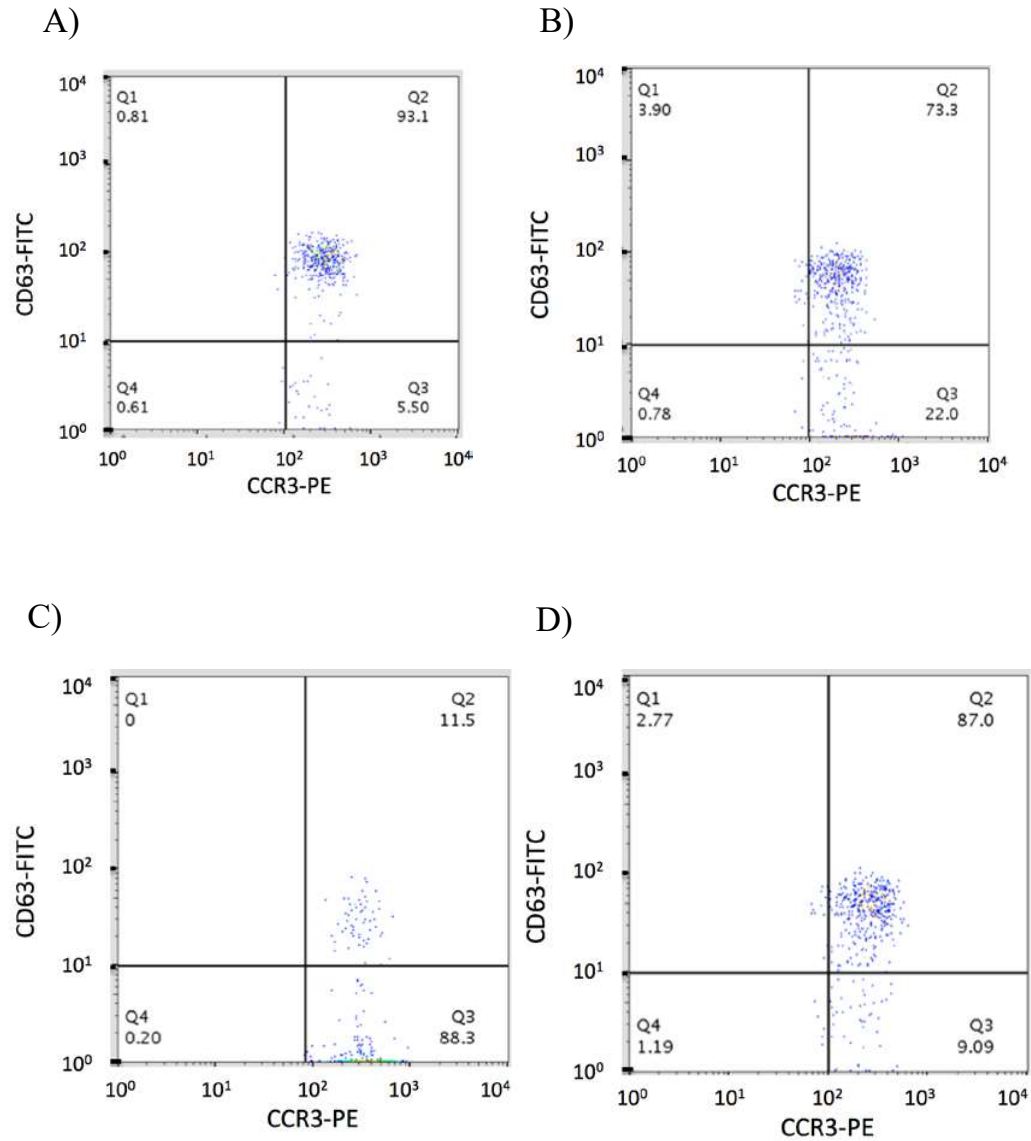 A)
Q1
0.81
Q2
93.1
Q4
0.61
Q3
5.50
10⁴
10³
10²
10¹
10⁰
10⁰ 10¹ 10² 10³ 10⁴
CD63-FITC
CCR3-PE
B)
Q1
3.90
Q2
73.3
Q4
0.78
Q3
22.0
10⁴
10³
10²
10¹
10⁰
10⁰ 10¹ 10² 10³ 10⁴
CD63-FITC
CCR3-PE
C)
Q1
0
Q2
11.5
Q4
0.20
Q3
88.3
10⁴
10³
10²
10¹
10⁰
10⁰ 10¹ 10² 10³ 10⁴
CD63-FITC
CCR3-PE
D)
Q1
2.77
Q2
87.0
Q4
1.19
Q3
9.09
10⁴
10³
10²
10¹
10⁰
10⁰ 10¹ 10² 10³ 10⁴
CD63-FITC
CCR3-PE